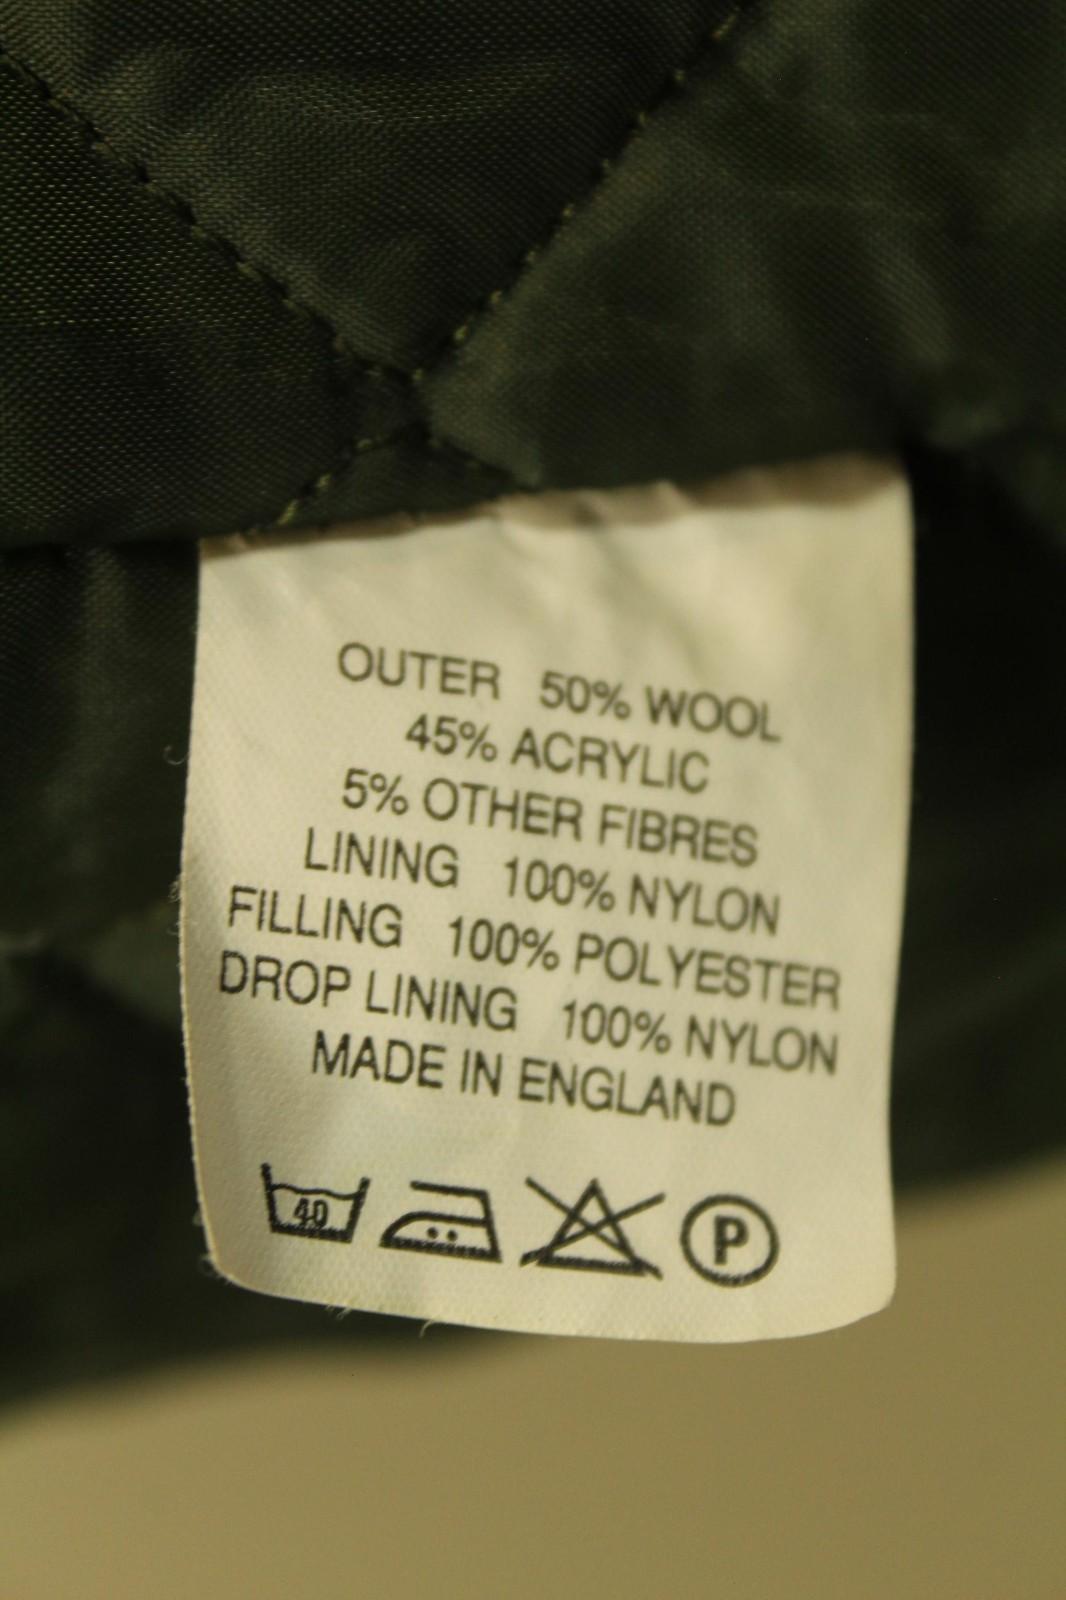 OUTER 50% WOOL
45% ACRYLIC
5% OTHER FIBRES
LINING 100% NYLON
FILLING 100% POLYESTER
DROP LINING 100% NYLON
MADE IN ENGLAND
40 P